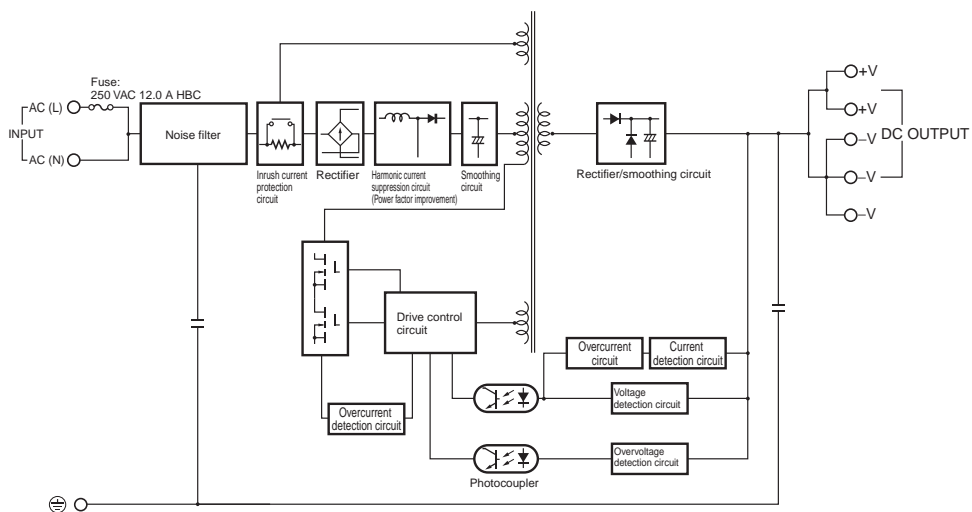 Fuse:
250 VAC 12.0 A HBC
AC (L)
INPUT
AC (N)
Noise filter
Inrush current
protection
circuit
Rectifier
Harmonic current
suppression circuit
(Power factor improvement)
Smoothing
circuit
Rectifier/smoothing circuit
+V
+V
DC OUTPUT
–V
–V
–V
Drive control
circuit
Overcurrent
detection circuit
Overcurrent
circuit
Current
detection circuit
Voltage
detection circuit
Overvoltage
detection circuit
Photocoupler